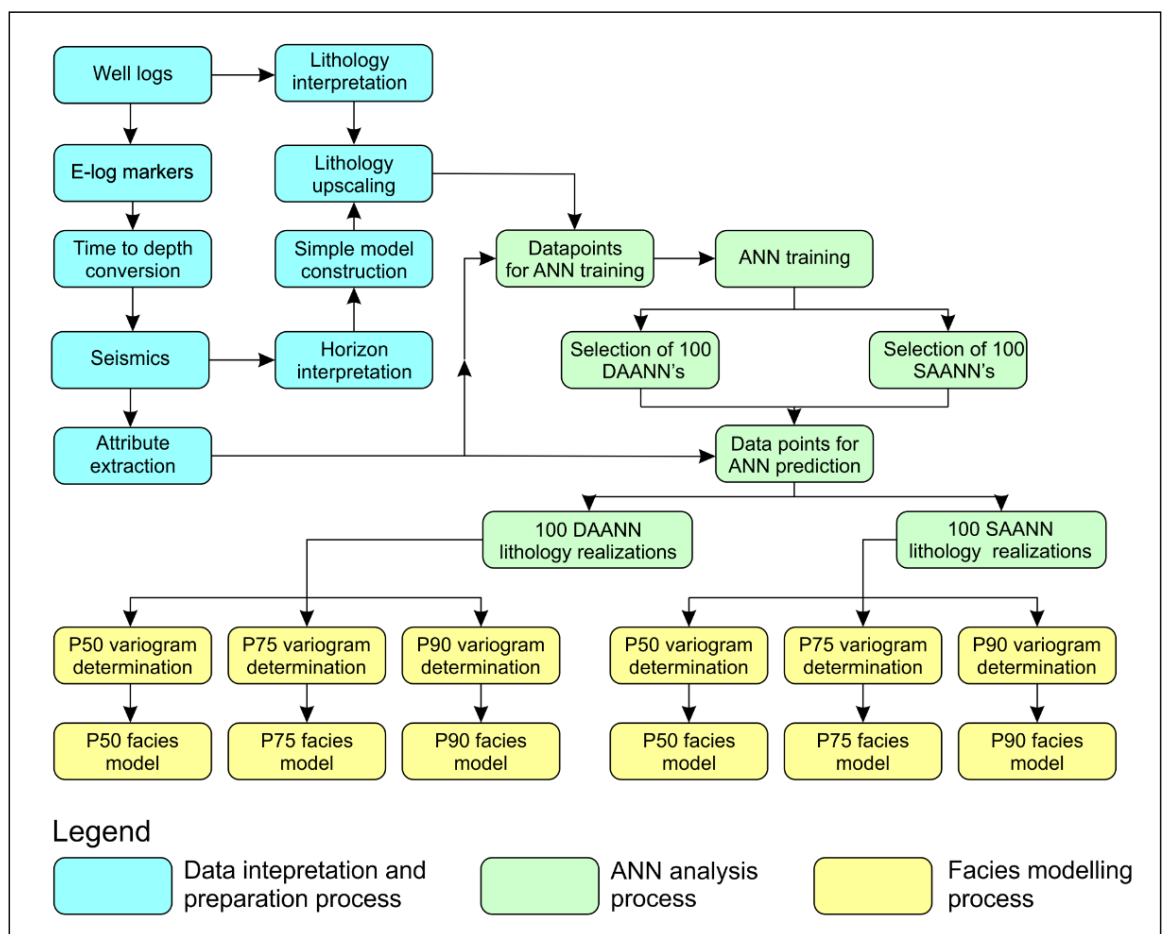 Well logs
Lithology
interpretation
E-log markers
Lithology
upscaling
Time to depth
conversion
Simple model
construction
Datapoints
for ANN training
ANN training
Seismics
Horizon
interpretation
Selection of 100
DAANN's
Selection of 100
SAANN's
Attribute
extraction
Data points for
ANN prediction
100 DAANN
lithology realizations
100 SAANN
lithology realizations
P50 variogram
determination
P75 variogram
determination
P90 variogram
determination
P50 variogram
determination
P75 variogram
determination
P90 variogram
determination
P50 facies
model
P75 facies
model
P90 facies
model
P50 facies
model
P75 facies
model
P90 facies
model
Legend
Data intepretation and
preparation process
ANN analysis
process
Facies modelling
process